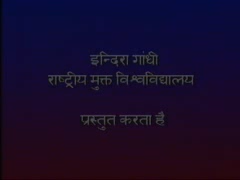 इन्दिरा गांधी
राष्ट्रीय मुक्त विश्वविद्यालय
प्रस्तुत करता है